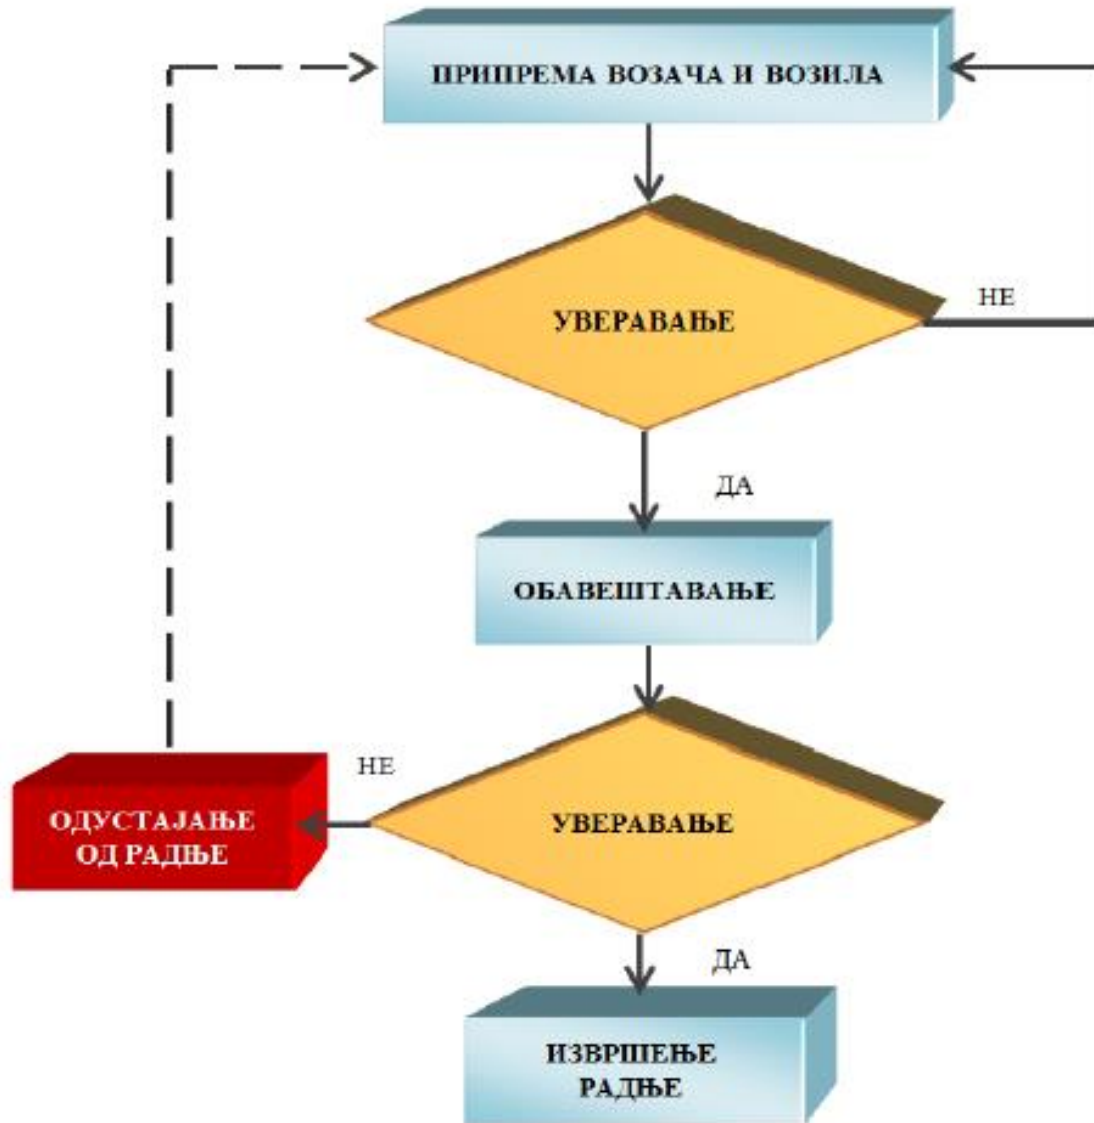 ПРИПРЕМА ВОЗАЧА И ВОЗИЛА
УВЕРАВАЊЕ
НЕ
ДА
ОБАВЕШТАВАЊЕ
НЕ
УВЕРАВАЊЕ
ОДУСТАЈАЊЕ
ОД РАДЊЕ
ДА
ИЗВРШЕЊЕ
РАДЊЕ